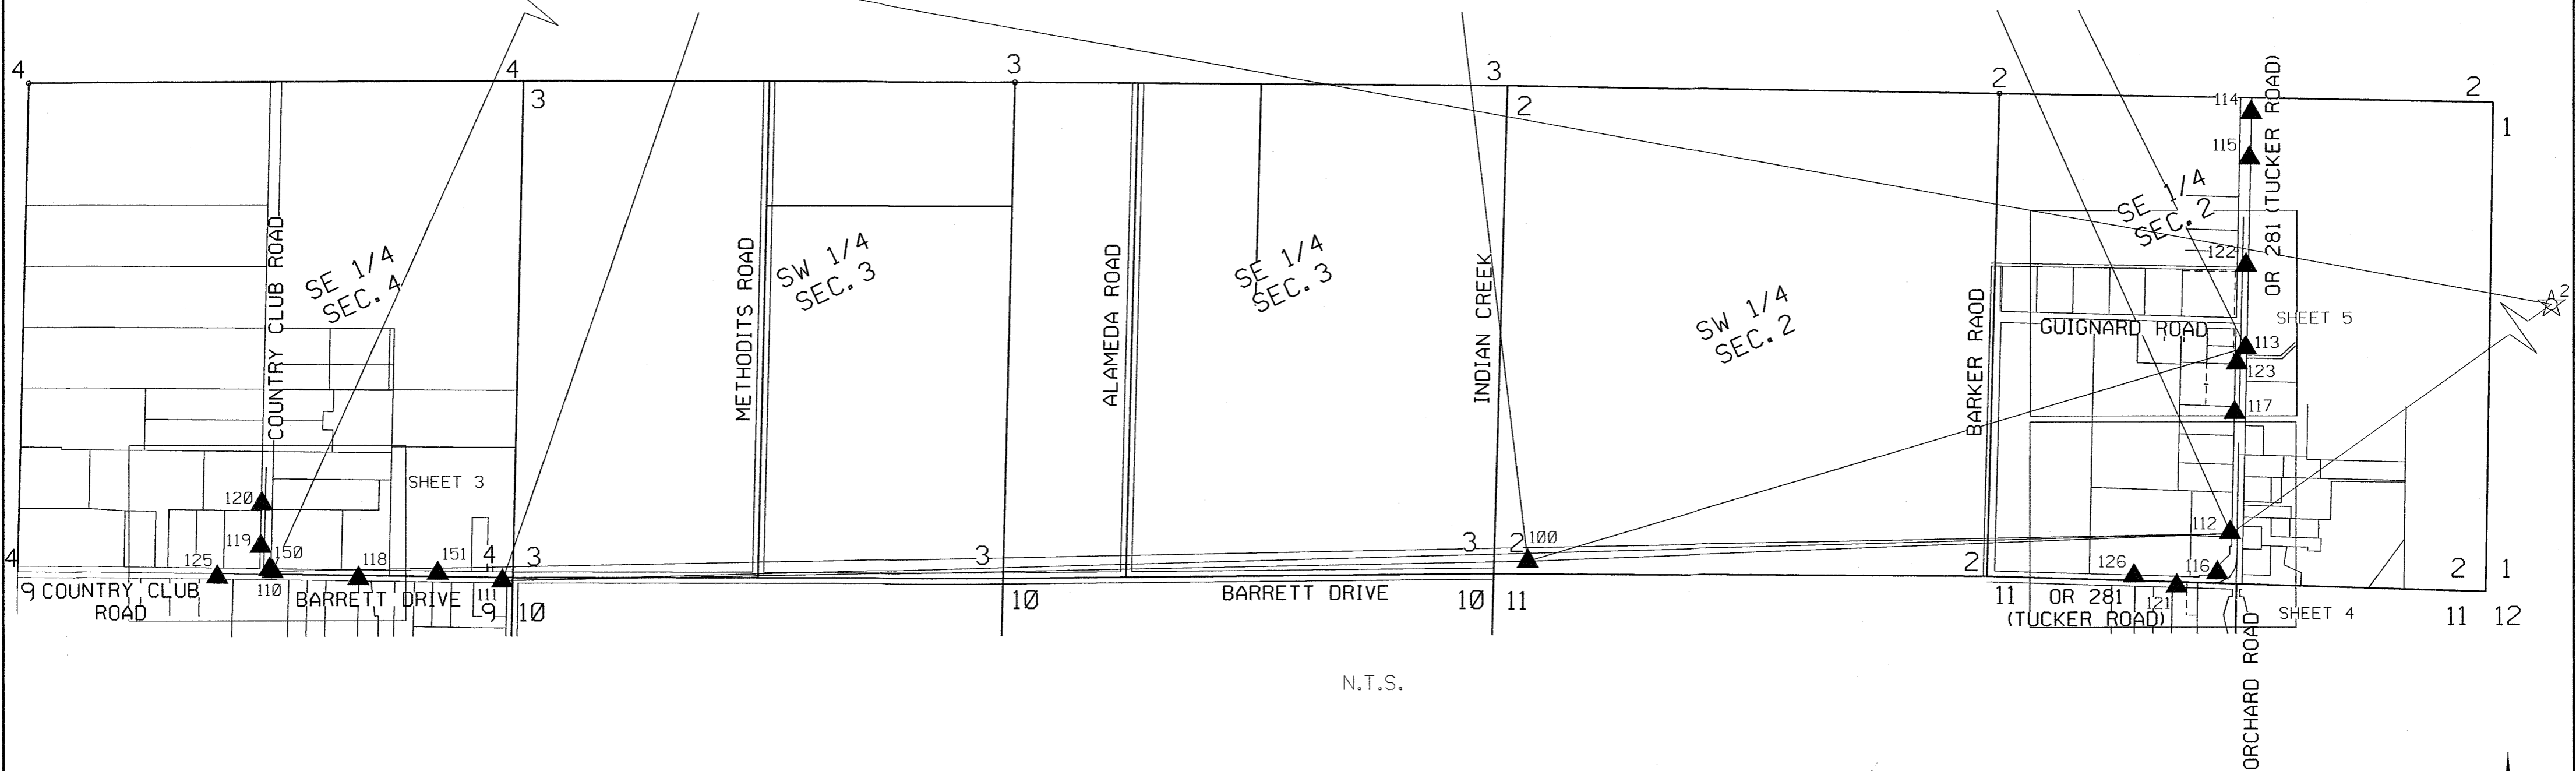 4
4
3
3
2
2
3
2
1
114
115
OR 281 (TUCKER ROAD)
SE 1/4
SEC. 4
SW 1/4
SEC. 3
SE 1/4
SEC. 3
SW 1/4
SEC. 2
SE 1/4
SEC. 2
COUNTRY CLUB ROAD
METHODITS ROAD
ALAMEDA ROAD
INDIAN CREEK
BARKER RAOD
GUIGNARD ROAD
122
2
SHEET 5
113
123
117
SHEET 3
120
119
150
125
118
151
4
3
3
3
2
100
112
116
126
2
2
1
4
9
COUNTRY CLUB
ROAD
110
BARRETT DRIVE
111
9
10
10
BARRETT DRIVE
10
11
11
OR 281
(TUCKER ROAD)
121
SHEET 4
11
12
ORCHARD ROAD
N.T.S.